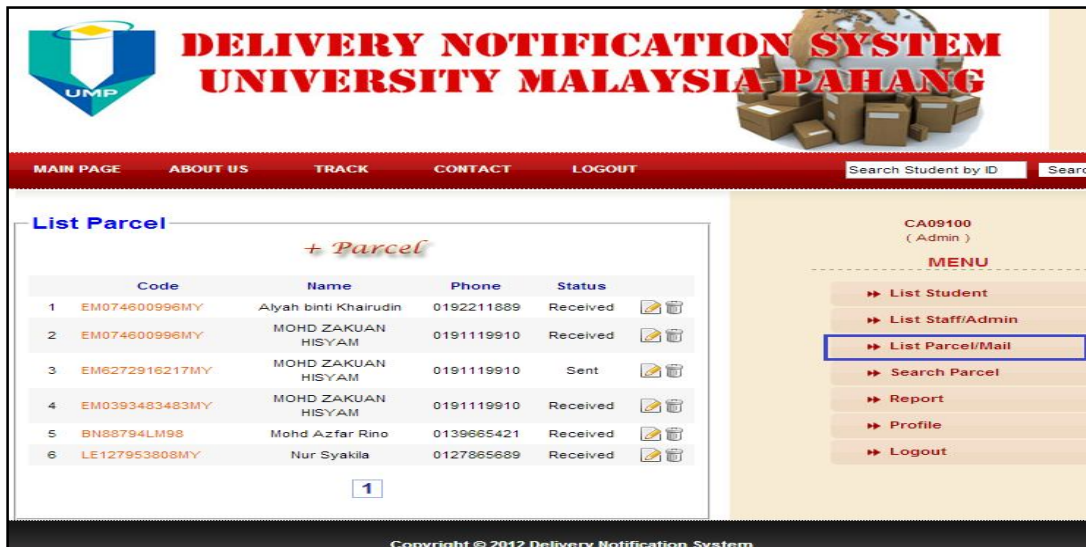 DELIVERY NOTIFICATION SYSTEM
UNIVERSITY MALAYSIA PAHANG
UMP
MAIN PAGE ABOUT US TRACK CONTACT LOGOUT Search Student by ID Searc
List Parcel
+ Parcel
Code Name Phone Status
1 EM074600996MY Alyah binti Khairudin 0192211889 Received
2 EM074600996MY MOHD ZAKUAN HISYAM 0191119910 Received
3 EM6272916217MY MOHD ZAKUAN HISYAM 0191119910 Sent
4 EM0393483483MY MOHD ZAKUAN HISYAM 0191119910 Received
5 BN88794LM98 Mohd Azfar Rino 0139665421 Received
6 LE127953808MY Nur Syakila 0127865689 Received
1
CA09100
( Admin )
MENU
List Student
List Staff/Admin
List Parcel/Mail
Search Parcel
Report
Profile
Logout
Copyright © 2012 Delivery Notification System